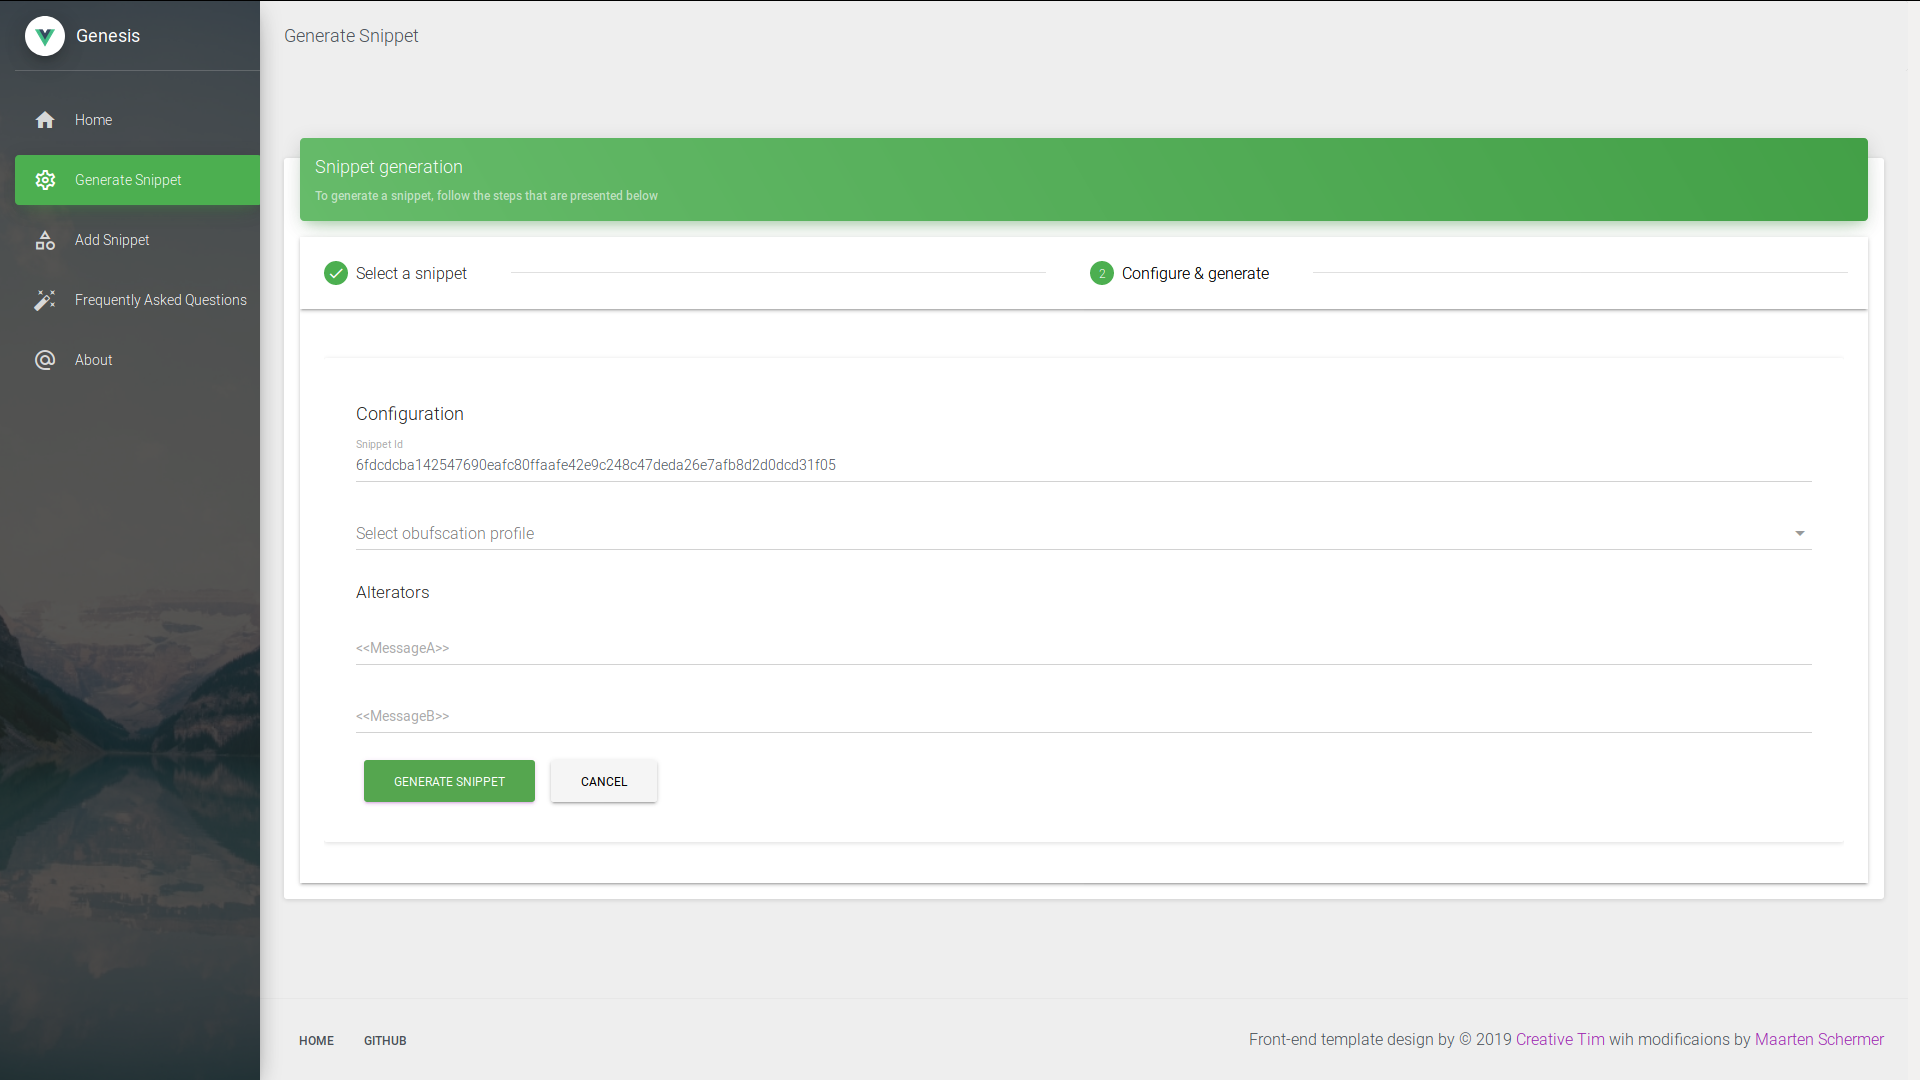 Genesis
Generate Snippet
Home
Generate Snippet
Add Snippet
Frequently Asked Questions
About
Snippet generation
To generate a snippet, follow the steps that are presented below
Select a snippet
2 Configure & generate
Configuration
Snippet Id
6fdcdcba142547690eafc80ffaafe42e9c248c47deda26e7afb8d2d0dcd31f05
Select obufscation profile
Alterators
<<MessageA>>
<<MessageB>>
GENERATE SNIPPET CANCEL
HOME GITHUB
Front-end template design by © 2019 Creative Tim wih modificaions by Maarten Schermer